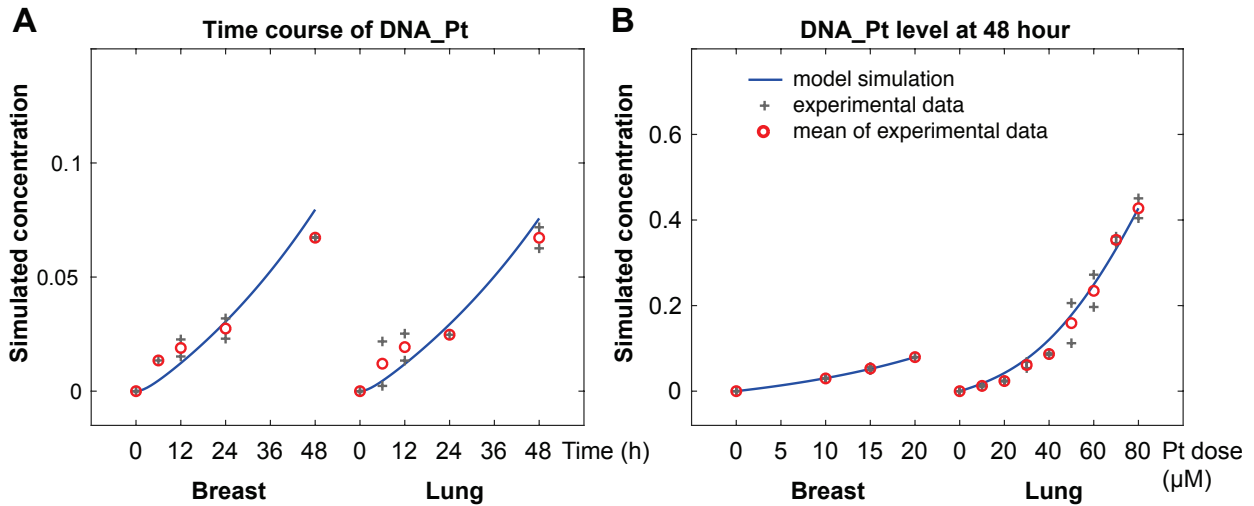 A
Time course of DNA_Pt
Simulated concentration
0.1
0.05
0
0 12 24 36 48 0 12 24 36 48 Time (h)
Breast Lung
B
DNA_Pt level at 48 hour
model simulation
experimental data
mean of experimental data
Simulated concentration
0.6
0.4
0.2
0
0 5 10 15 20 0 20 40 60 80 Pt dose
(µM)
Breast Lung